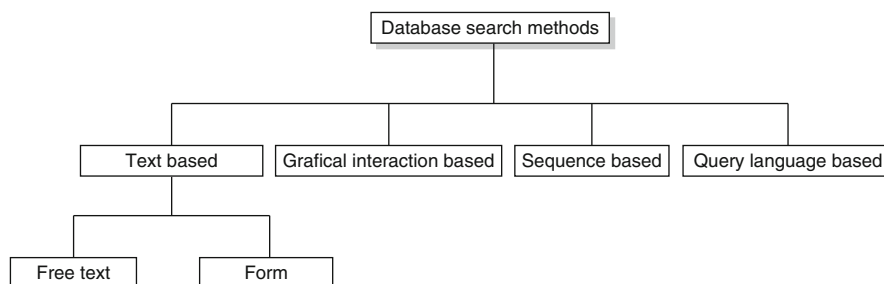 Database search methods
Text based
Grafical interaction based
Sequence based
Query language based
Free text
Form